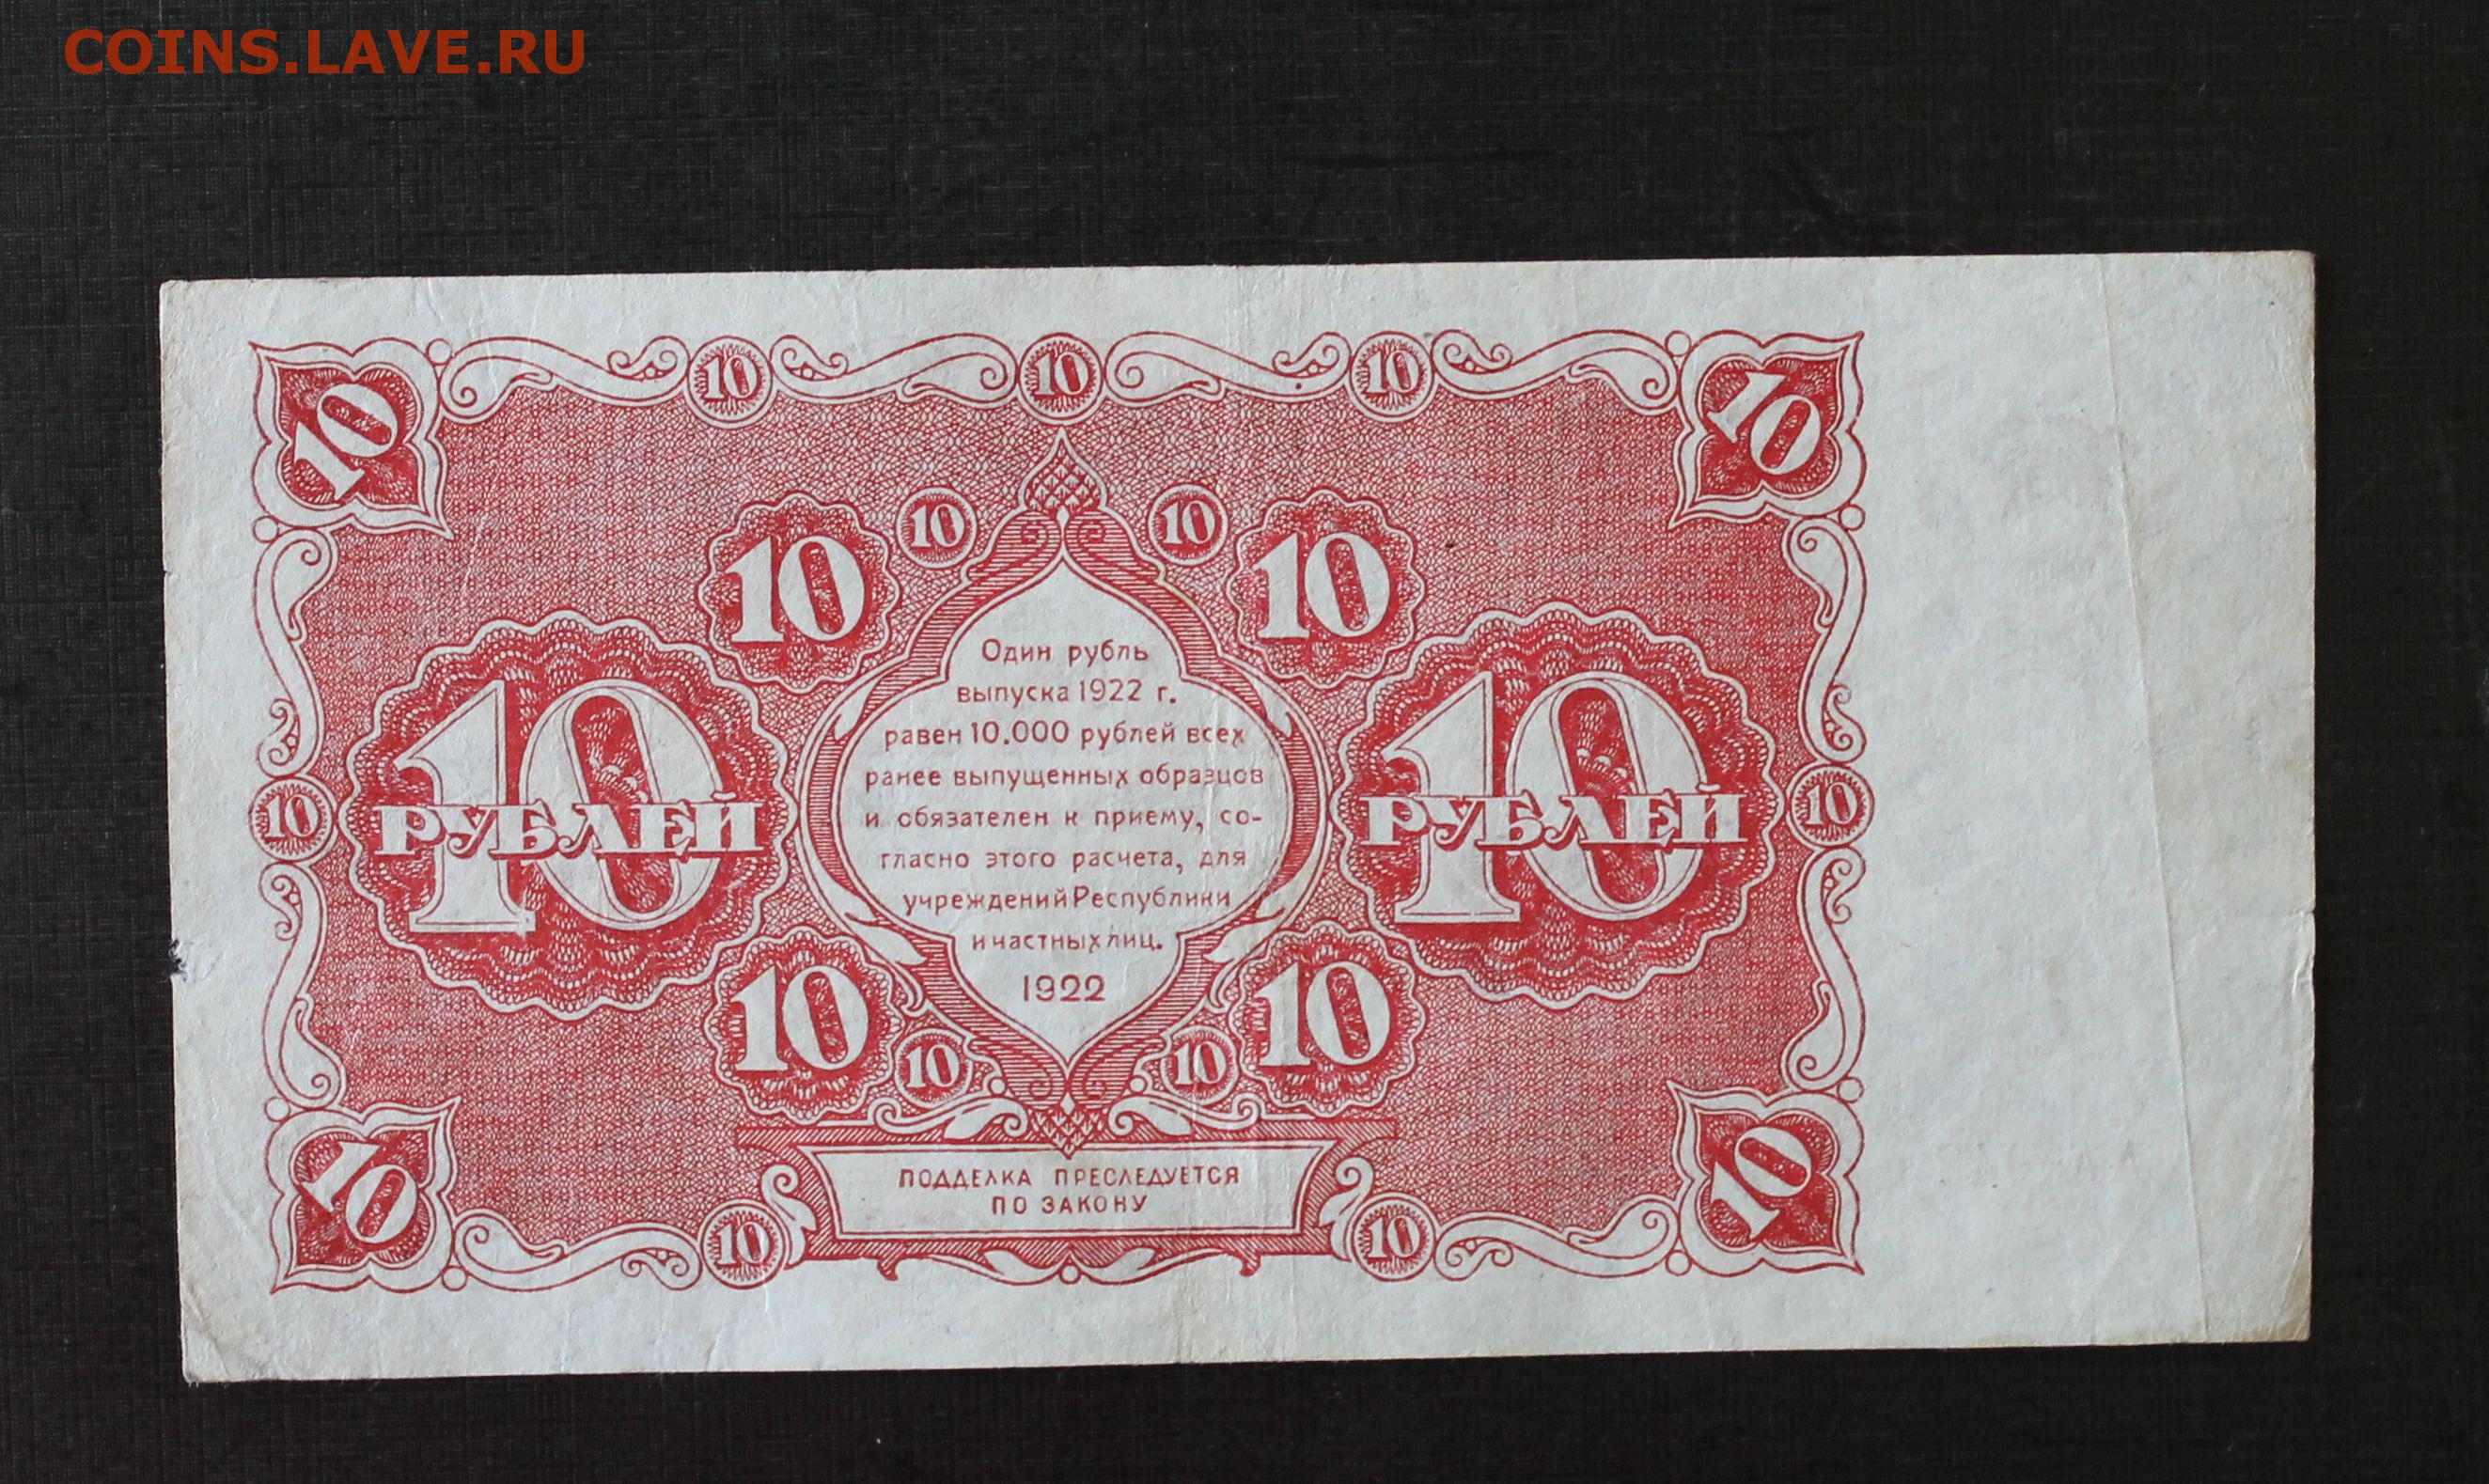 COINS.LAVE.RU
10 10 10 10 10
10 10 10 10
Один рубль
выпуска 1922 г.
равен 10.000 рублей всех
ранее выпущенных образцов
и обязателен к приему, со-
гласно этого расчета, для
учреждений Республики
и частных лиц.
1922
10 10 РУБЛЕЙ 10 РУБЛЕЙ 10
10 10 10 10
ПОДДЕЛКА ПРЕСЛЕДУЕТСЯ
ПО ЗАКОНУ
10 10 10 10